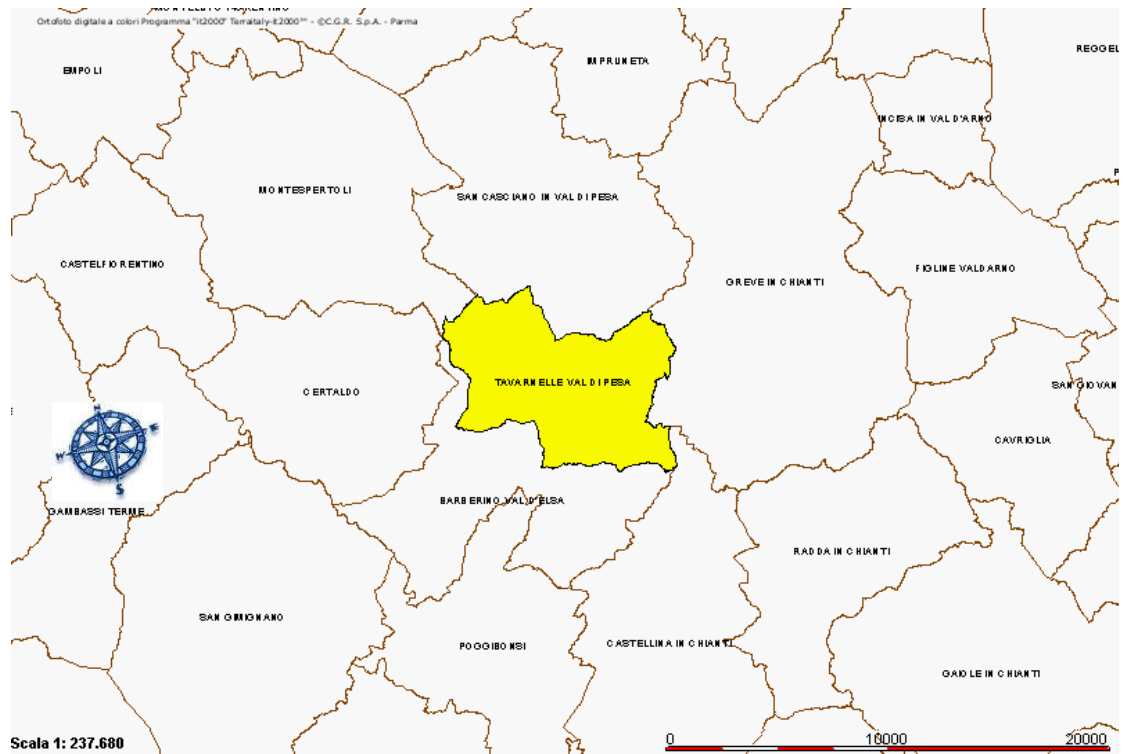 Ortofoto digitale a colori Programma "it2000" Terraitaly-it2000™ - ©C.G.R. S.p.A. - Parma
EMPOLI
IMPRUNETA
INCISA IN VAL D'ARNO
MONTESPERTOLI
SAN CASCIANO IN VAL DI PESA
CASTELFIORENTINO
FIGLINE VALDARNO
GREVE IN CHIANTI
TAVARNELLE VAL DI PESA
CERTALDO
SAN GIOVAN
CAVRIGLIA
N
E
W
S
GAMBASSI TERME
BARBERINO VAL D'ELSA
RADDA IN CHIANTI
SAN GIMIGNANO
POGGIBONSI
CASTELLINA IN CHIANTI
GAIOLE IN CHIANTI
Scala 1: 237.680
0 10000 20000